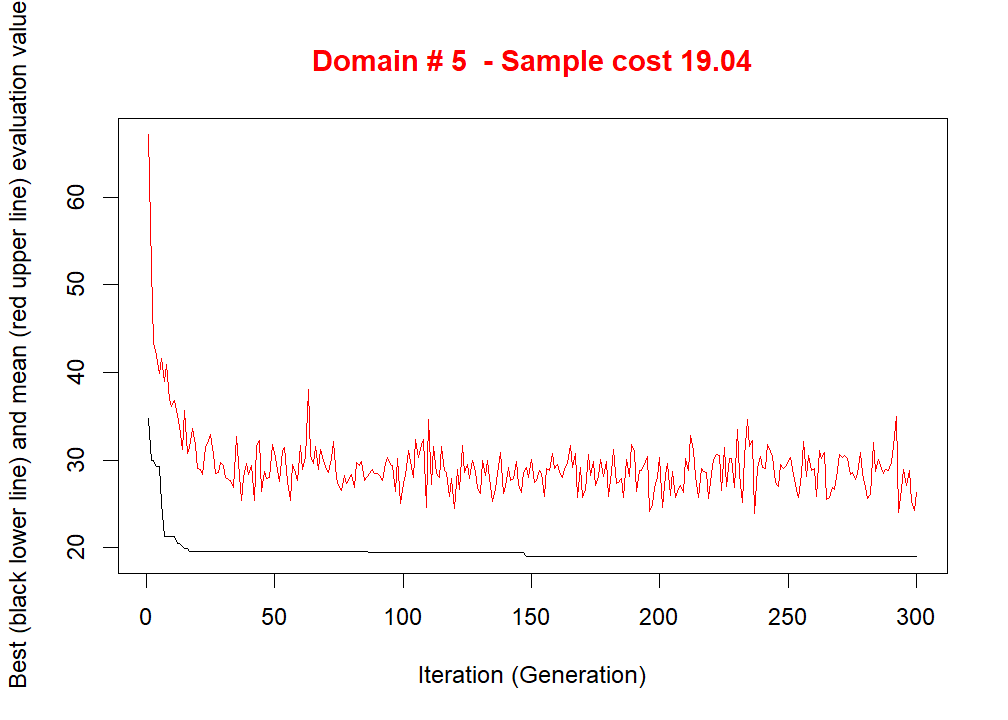 Domain # 5  - Sample cost 19.04
Best (black lower line) and mean (red upper line) evaluation value
60
50
40
30
20
0 50 100 150 200 250 300
Iteration (Generation)